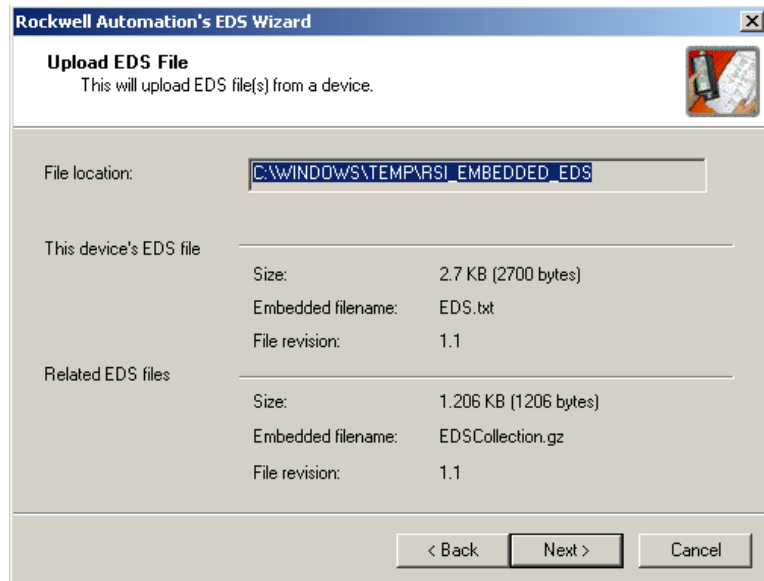 Rockwell Automation's EDS Wizard
Upload EDS File
This will upload EDS file(s) from a device.
File location: C:\WINDOWS\TEMP\RSI_EMBEDDED_EDS
This device's EDS file
Size: 2.7 KB (2700 bytes)
Embedded filename: EDS.txt
File revision: 1.1
Related EDS files
Size: 1.206 KB (1206 bytes)
Embedded filename: EDSCollection.gz
File revision: 1.1
< Back Next > Cancel